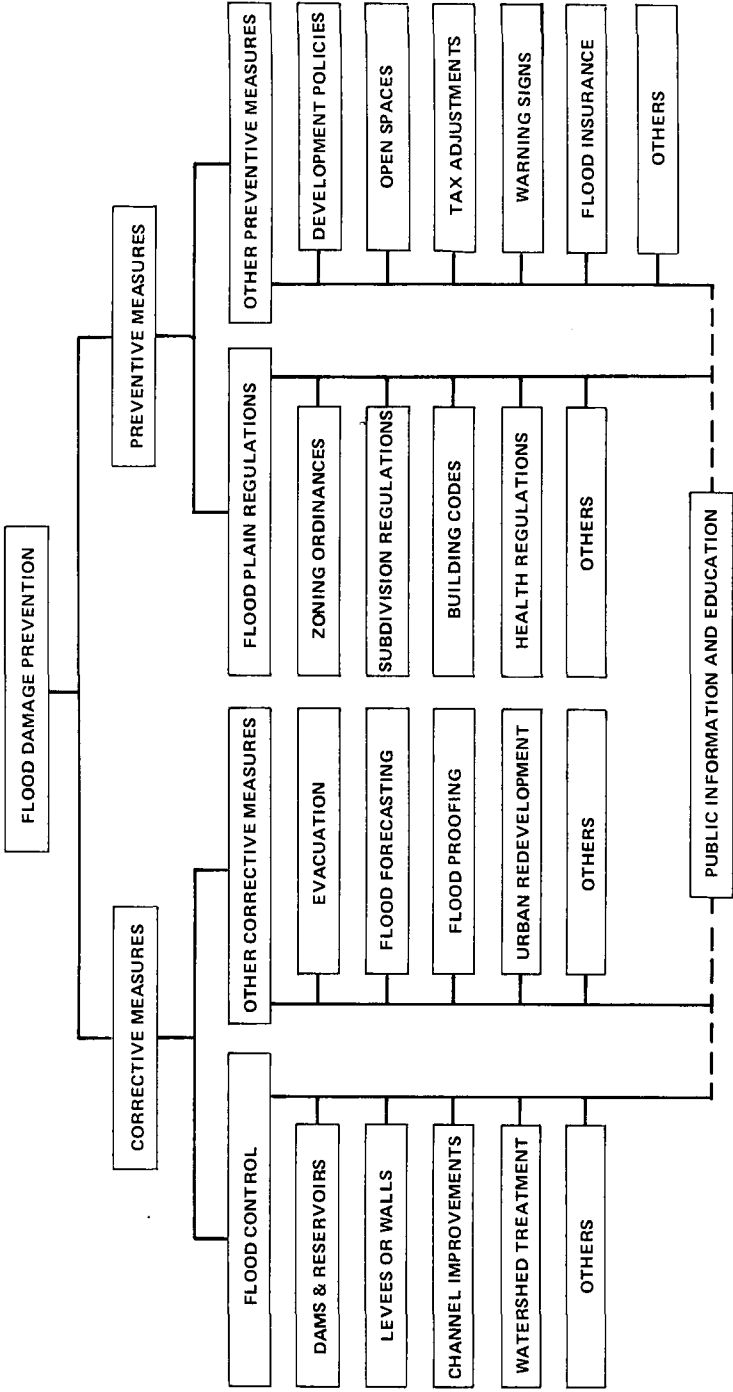 FLOOD DAMAGE PREVENTION
CORRECTIVE MEASURES
PREVENTIVE MEASURES
FLOOD CONTROL
DAMS & RESERVOIRS
LEVEES OR WALLS
CHANNEL IMPROVEMENTS
WATERSHED TREATMENT
OTHERS
OTHER CORRECTIVE MEASURES
EVACUATION
FLOOD FORECASTING
FLOOD PROOFING
URBAN REDEVELOPMENT
OTHERS
FLOOD PLAIN REGULATIONS
ZONING ORDINANCES
SUBDIVISION REGULATIONS
BUILDING CODES
HEALTH REGULATIONS
OTHERS
OTHER PREVENTIVE MEASURES
DEVELOPMENT POLICIES
OPEN SPACES
TAX ADJUSTMENTS
WARNING SIGNS
FLOOD INSURANCE
OTHERS
PUBLIC INFORMATION AND EDUCATION